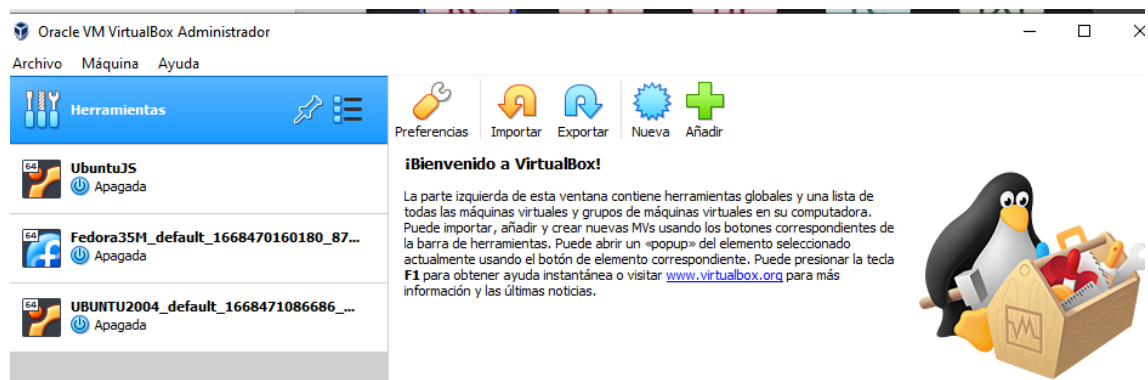 Oracle VM VirtualBox Administrador
Archivo Máquina Ayuda
Herramientas
Preferencias Importar Exportar Nueva Añadir
64
UbuntuJS
Apagada
64
Fedora35M_default_1668470160180_87...
Apagada
64
UBUNTU2004_default_1668471086686_...
Apagada
¡Bienvenido a VirtualBox!
La parte izquierda de esta ventana contiene herramientas globales y una lista de
todas las máquinas virtuales y grupos de máquinas virtuales en su computadora.
Puede importar, añadir y crear nuevas MVs usando los botones correspondientes de
la barra de herramientas. Puede abrir un «popup» del elemento seleccionado
actualmente usando el botón de elemento correspondiente. Puede presionar la tecla
F1 para obtener ayuda instantánea o visitar www.virtualbox.org para más
información y las últimas noticias.